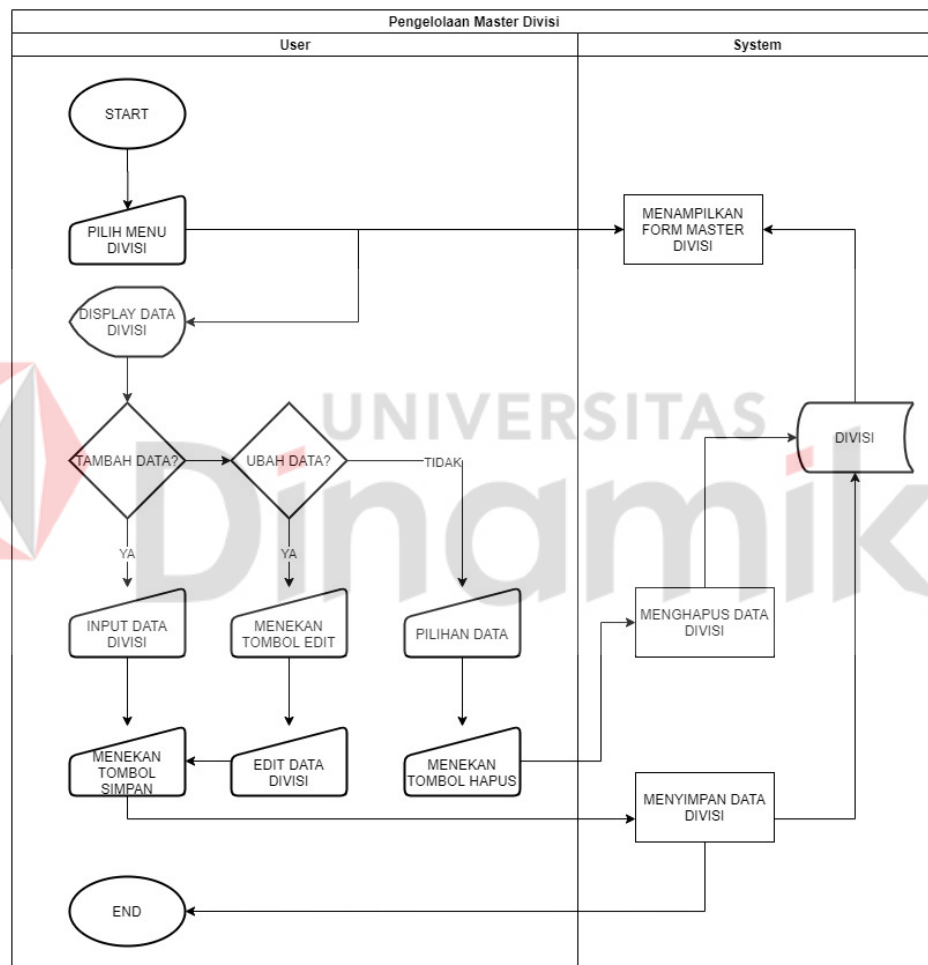 Pengelolaan Master Divisi
User
System
START
PILIH MENU
DIVISI
MENAMPILKAN
FORM MASTER
DIVISI
DISPLAY DATA
DIVISI
UNIVERSITAS
Dinamik
TAMBAH DATA?
UBAH DATA?
TIDAK
DIVISI
YA
YA
INPUT DATA
DIVISI
MENEKAN
TOMBOL EDIT
PILIHAN DATA
MENGHAPUS DATA
DIVISI
MENEKAN
TOMBOL
SIMPAN
EDIT DATA
DIVISI
MENEKAN
TOMBOL HAPUS
MENYIMPAN DATA
DIVISI
END